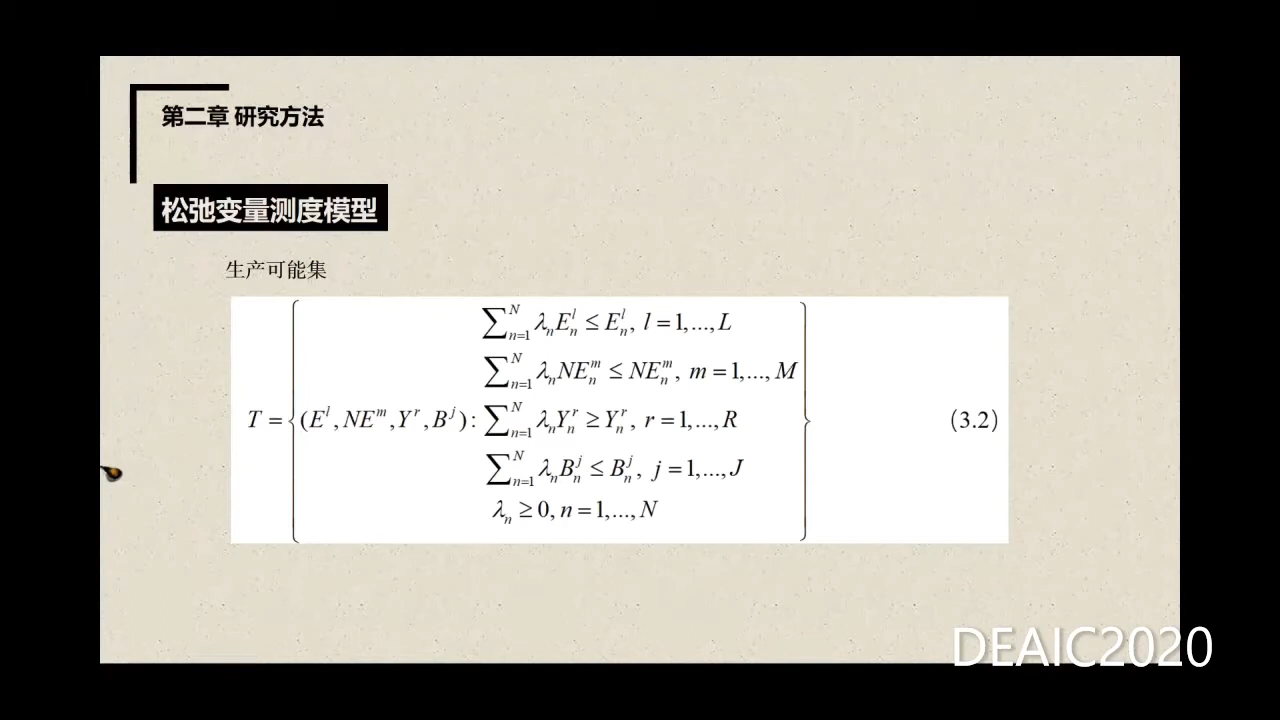 第二章 研究方法
松弛变量测度模型
生产可能集
∑_{n=1}^{N} λ_n E_n^l ≤ E_n^l, l = 1,...,L
∑_{n=1}^{N} λ_n NE_n^m ≤ NE_n^m, m = 1,...,M
T = {(E^l, NE^m, Y^r, B^j): ∑_{n=1}^{N} λ_n Y_n^r ≥ Y_n^r, r = 1,...,R} (3.2)
∑_{n=1}^{N} λ_n B_n^j ≤ B_n^j, j = 1,...,J
λ_n ≥ 0, n = 1,...,N
DEAIC2020